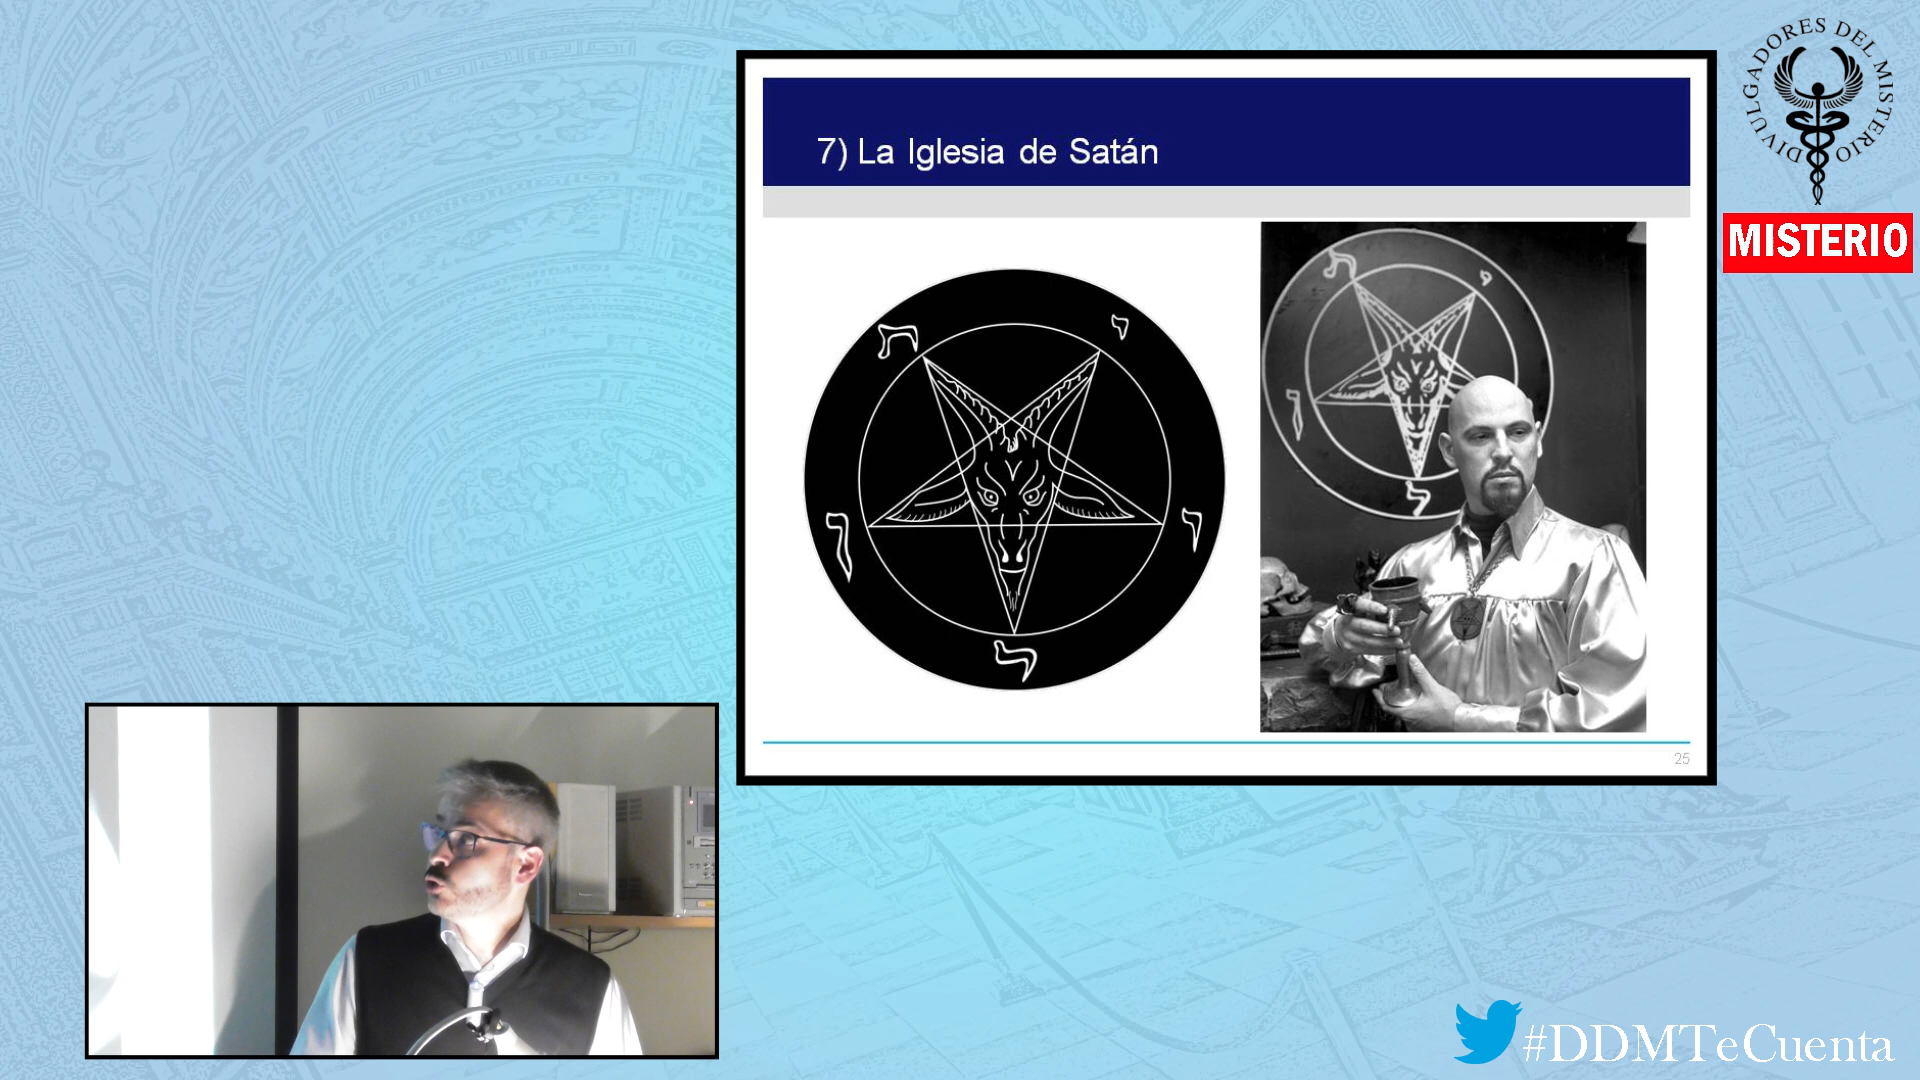 7) La Iglesia de Satán
DIVULGADORES DEL MISTERIO
MISTERIO
ת
י
ו
י
ל
25
#DDMTeCuenta